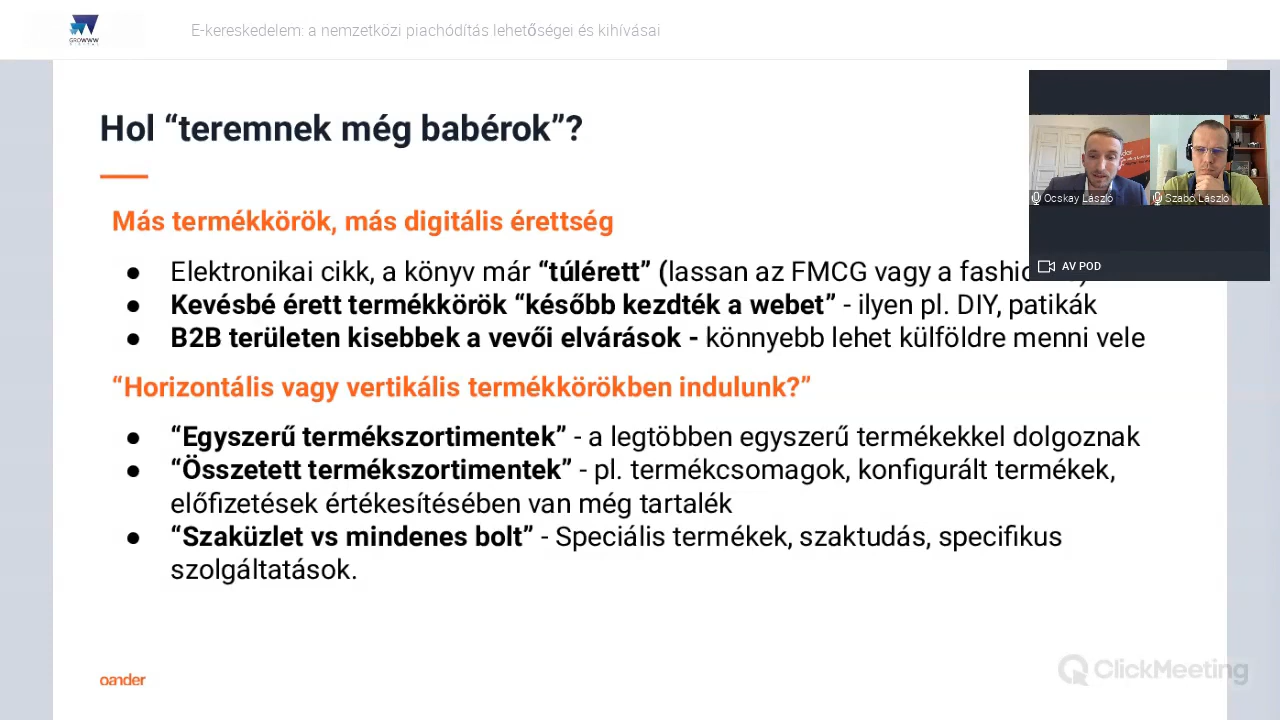 GROWWW
DIGITAL
E-kereskedelem: a nemzetközi piachódítás lehetőségei és kihívásai
Hol “teremnek még babérok”?
Ocskay László
Szabó László
AV POD
Más termékkörök, más digitális érettség
● Elektronikai cikk, a könyv már “túlérett” (lassan az FMCG vagy a
● Kevésbé érett termékkörök “később kezdték a webet” - ilyen pl. DIY, patikák
● B2B területen kisebbek a vevői elvárások - könnyebb lehet külföldre menni vele
“Horizontális vagy vertikális termékkörökben indulunk?”
● “Egyszerű termékszortimentek” - a legtöbben egyszerű termékekkel dolgoznak
● “Összetett termékszortimentek” - pl. termékcsomagok, konfigurált termékek,
előfizetések értékesítésében van még tartalék
● “Szaküzlet vs mindenes bolt” - Speciális termékek, szaktudás, specifikus
szolgáltatások.
oander
ClickMeeting